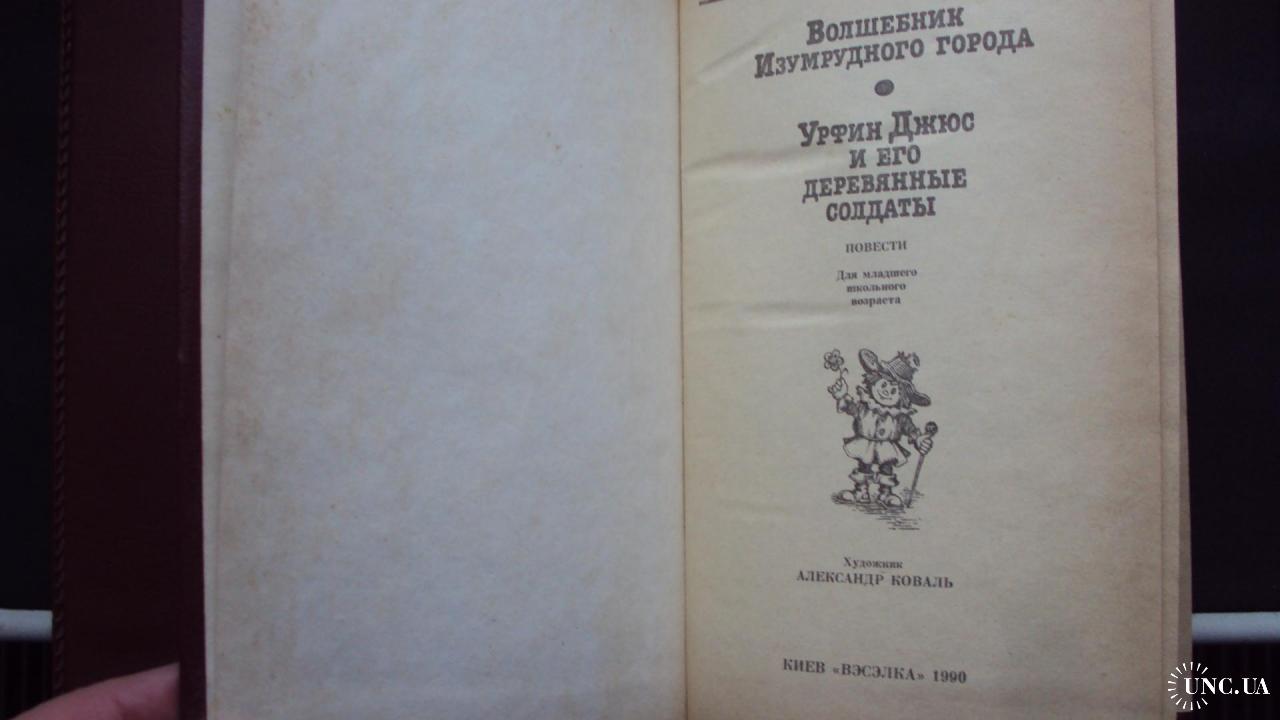 Волшебник
Изумрудного города
Урфин Джюс
и его
деревянные
солдаты
ПОВЕСТИ
Для младшего
школьного
возраста
Художник
АЛЕКСАНДР КОВАЛЬ
КИЕВ «ВЭСЭЛКА» 1990
UNC.UA